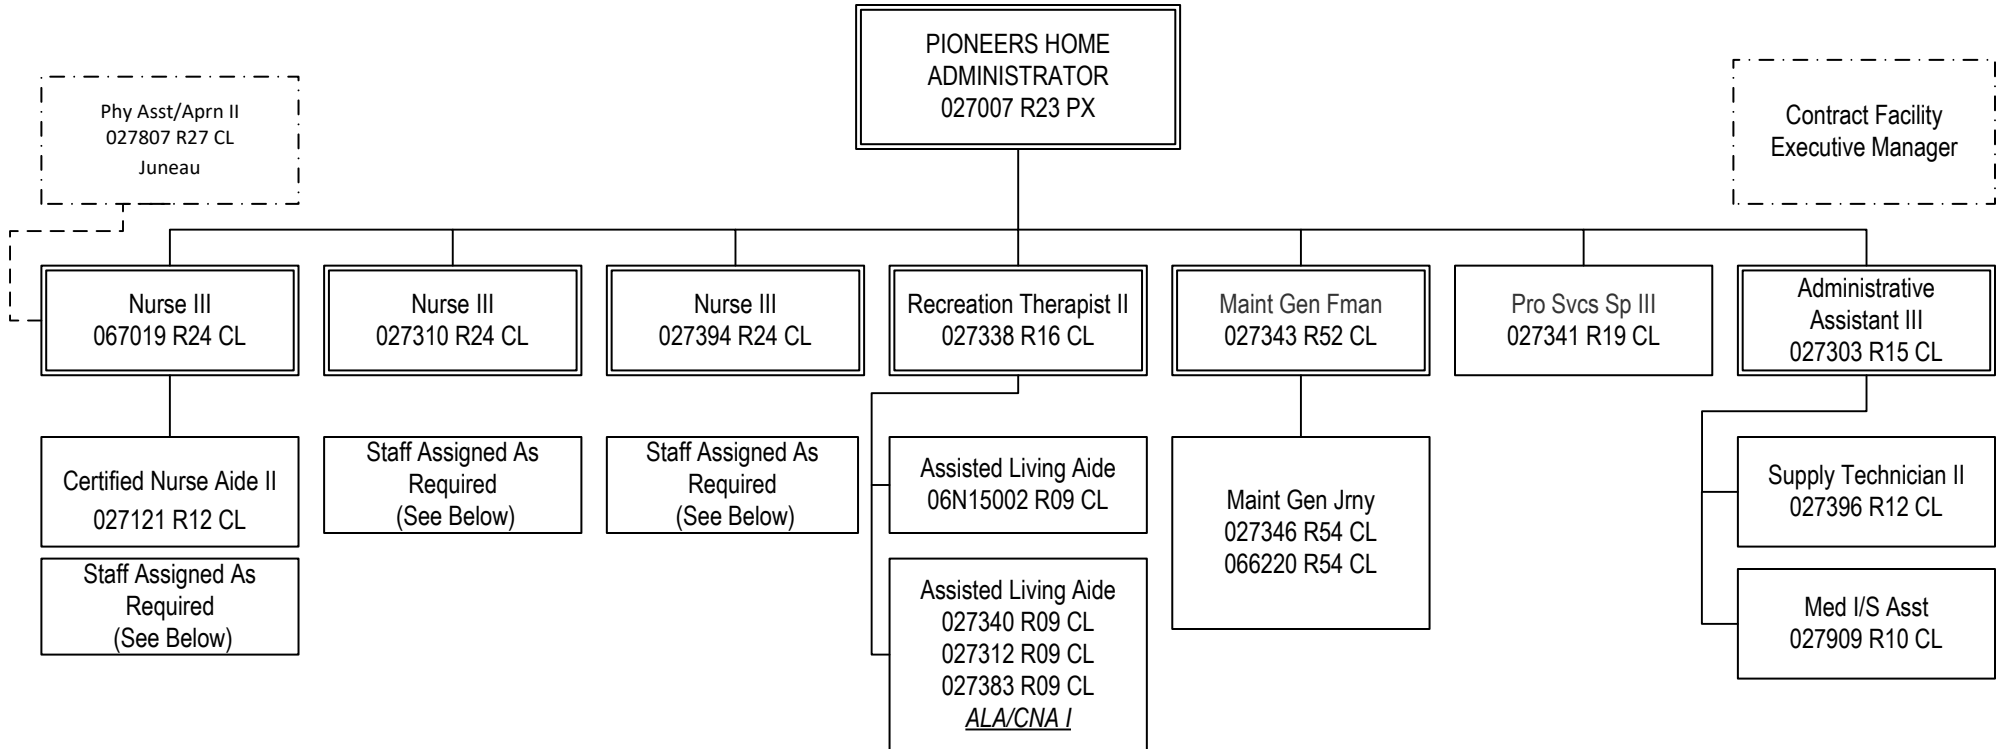 PIONEERS HOME
ADMINISTRATOR
027007 R23 PX
Phy Asst/Aprn II
027807 R27 CL
Juneau
Contract Facility
Executive Manager
Nurse III
067019 R24 CL
Nurse III
027310 R24 CL
Nurse III
027394 R24 CL
Recreation Therapist II
027338 R16 CL
Maint Gen Fman
027343 R52 CL
Pro Svcs Sp III
027341 R19 CL
Administrative
Assistant III
027303 R15 CL
Certified Nurse Aide II
027121 R12 CL
Staff Assigned As
Required
(See Below)
Staff Assigned As
Required
(See Below)
Staff Assigned As
Required
(See Below)
Assisted Living Aide
06N15002 R09 CL
Assisted Living Aide
027340 R09 CL
027312 R09 CL
027383 R09 CL
ALA/CNA I
Maint Gen Jrny
027346 R54 CL
066220 R54 CL
Supply Technician II
027396 R12 CL
Med I/S Asst
027909 R10 CL